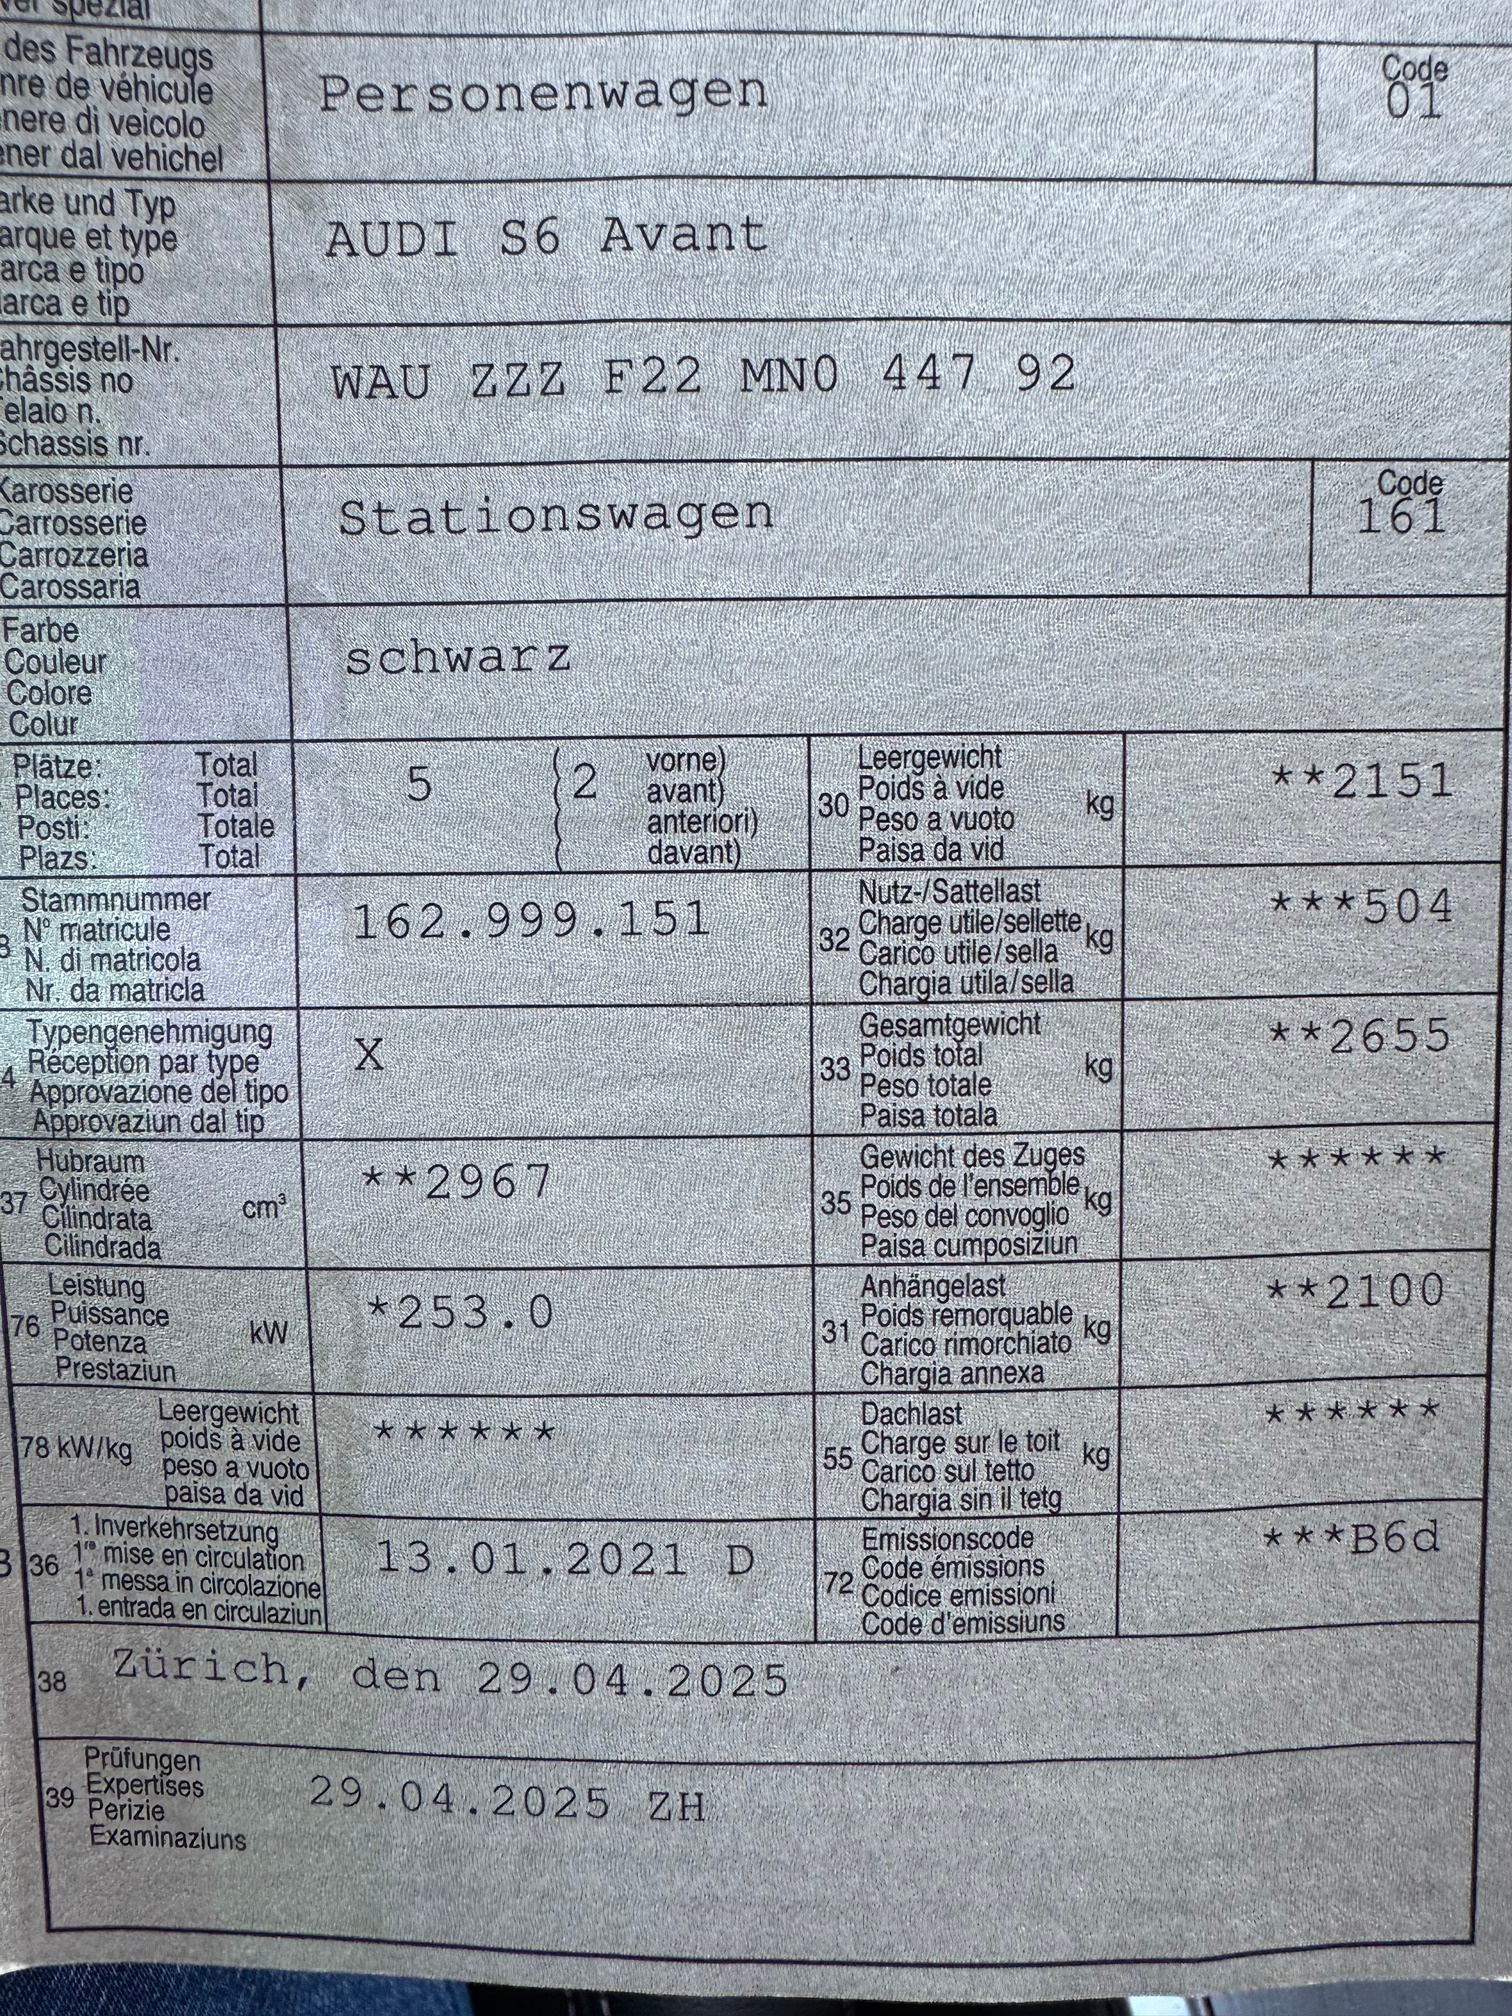 spezial
des Fahrzeugs
nre de véhicule
nere di veicolo
ner dal vehichel
Personenwagen
Code
01
arke und Typ
arque et type
arca e tipo
arca e tip
AUDI S6 Avant
ahrgestell-Nr.
hâssis no
elaio n.
Schassis nr.
WAU ZZZ F22 MN0 447 92
Karosserie
Carrosserie
Carrozzeria
Carossaria
Stationswagen
Code
161
Farbe
Couleur
Colore
Colur
schwarz
Plätze: Total
Places: Total
Posti: Totale
Plazs: Total
5 (2 vorne)
avant)
( anteriori)
( davant)
30 Leergewicht
Poids à vide
Peso a vuoto
Paisa da vid
kg
**2151
Stammnummer
N° matricule
N. di matricola
Nr. da matricla
162.999.151
32 Nutz-/Sattellast
Charge utile/sellette
Carico utile/sella
Chargia utila/sella
kg
***504
4 Typengenehmigung
Réception par type
Approvazione del tipo
Approvaziun dal tip
X
33 Gesamtgewicht
Poids total
Peso totale
Paisa totala
kg
**2655
37 Hubraum
Cylindrée
Cilindrata
Cilindrada
cm³
**2967
35 Gewicht des Zuges
Poids de l'ensemble
Peso del convoglio
Paisa cumposiziun
kg
******
76 Leistung
Puissance
Potenza
Prestaziun
kW
*253.0
31 Anhängelast
Poids remorquable
Carico rimorchiato
Chargia annexa
kg
**2100
78 kW/kg
Leergewicht
poids à vide
peso a vuoto
paisa da vid
******
55 Dachlast
Charge sur le toit
Carico sul tetto
Chargia sin il tetg
kg
******
36 1. Inverkehrsetzung
1re mise en circulation
1a messa in circolazione
1. entrada en circulaziun
13.01.2021 D
72 Emissionscode
Code émissions
Codice emissioni
Code d'emissiuns
***B6d
38 Zürich, den 29.04.2025
39 Prüfungen
Expertises
Perizie
Examinaziuns
29.04.2025 ZH